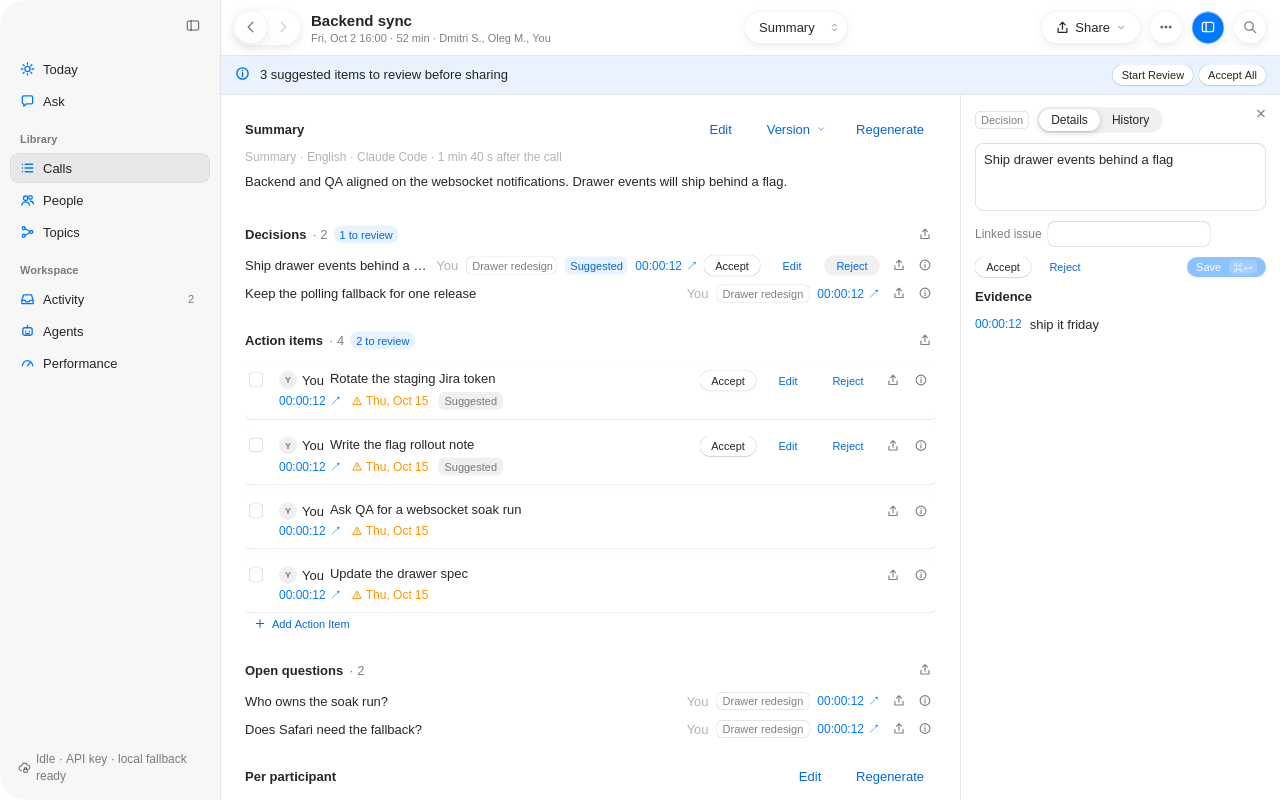 Backend sync
Fri, Oct 2 16:00 · 52 min · Dmitri S., Oleg M., You
Summary
Share
Today
Ask
Library
Calls
People
Topics
Workspace
Activity 2
Agents
Performance
Idle · API key · local fallback
ready
3 suggested items to review before sharing
Start Review
Accept All
Summary
Edit
Version
Regenerate
Summary · English · Claude Code · 1 min 40 s after the call
Backend and QA aligned on the websocket notifications. Drawer events will ship behind a flag.
Decisions · 2 1 to review
Ship drawer events behind a … You Drawer redesign Suggested 00:00:12 Accept Edit Reject
Keep the polling fallback for one release You Drawer redesign 00:00:12
Action items · 4 2 to review
Y You Rotate the staging Jira token Accept Edit Reject
00:00:12 Thu, Oct 15 Suggested
Y You Write the flag rollout note Accept Edit Reject
00:00:12 Thu, Oct 15 Suggested
Y You Ask QA for a websocket soak run
00:00:12 Thu, Oct 15
Y You Update the drawer spec
00:00:12 Thu, Oct 15
Add Action Item
Open questions · 2
Who owns the soak run? You Drawer redesign 00:00:12
Does Safari need the fallback? You Drawer redesign 00:00:12
Per participant Edit Regenerate
Decision
Details
History
Ship drawer events behind a flag
Linked issue
Accept Reject Save ⌘↩
Evidence
00:00:12 ship it friday